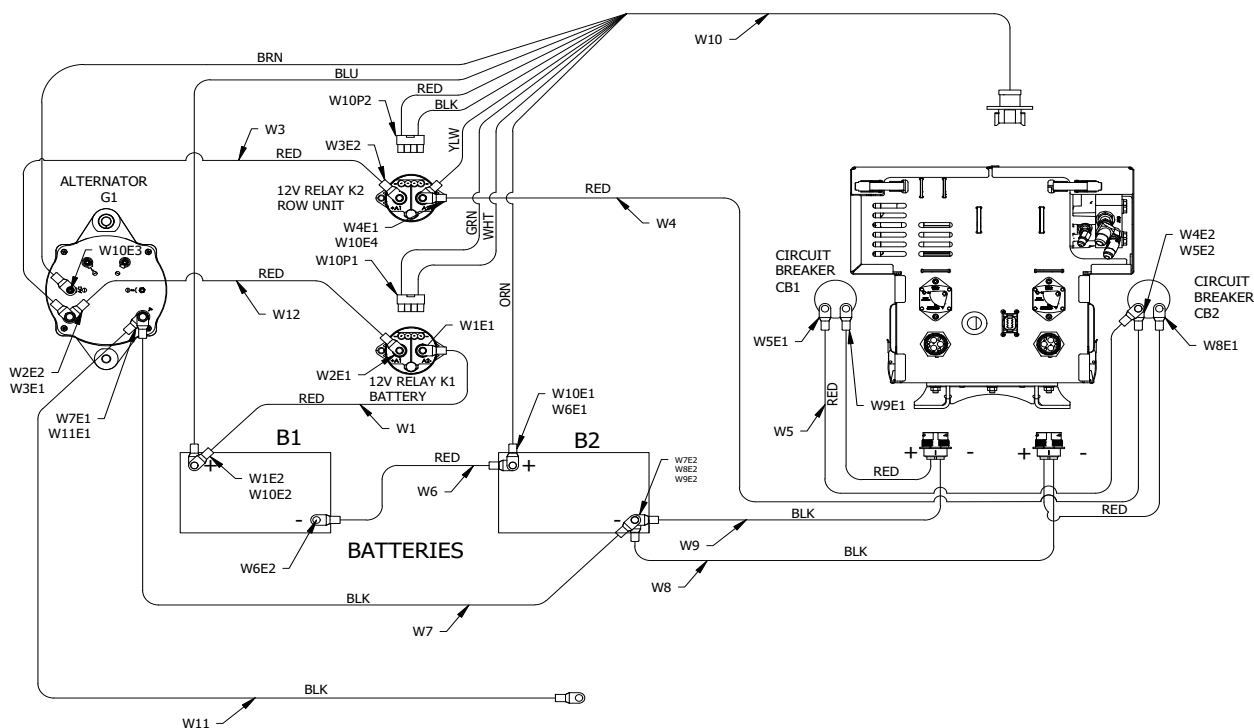 W10
BRN
BLU
RED
BLK
W10P2
W3
W3E2
YLW
RED
ALTERNATOR
G1
12V RELAY K2
ROW UNIT
+A1
RED
W4
W4E1
W10E4
GRN
WHT
W10P1
W10E3
RED
W12
ORN
CIRCUIT
BREAKER
CB1
W4E2
W5E2
CIRCUIT
BREAKER
CB2
W5E1
W8E1
W1E1
+A1
W2E1
12V RELAY K1
BATTERY
W2E2
W3E1
W7E1
W11E1
RED
W1
RED
W5
W9E1
B1
W10E1
W6E1
B2
+
W1E2
W10E2
RED
W6
+
W7E2
W8E2
W9E2
+
-
+
-
RED
RED
-
-
BLK
W9
W6E2
BATTERIES
BLK
W8
BLK
W7
BLK
W11